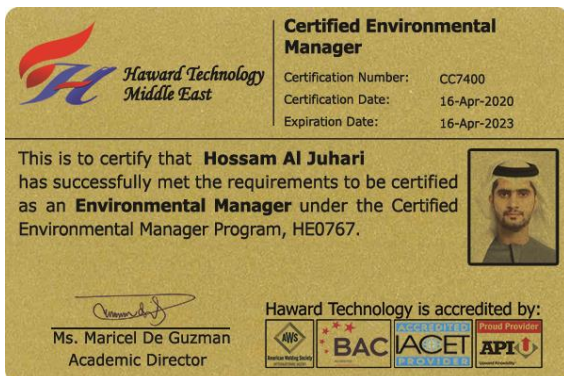 Haward Technology
Middle East
Certified Environmental
Manager
Certification Number: CC7400
Certification Date: 16-Apr-2020
Expiration Date: 16-Apr-2023
This is to certify that Hossam Al Juhari
has successfully met the requirements to be certified
as an Environmental Manager under the Certified
Environmental Manager Program, HE0767.
Ms. Maricel De Guzman
Academic Director
Haward Technology is accredited by:
AWS
American Welding Society
BAC
ACCREDITED
IACET
PROVIDER
Proud Provider
API